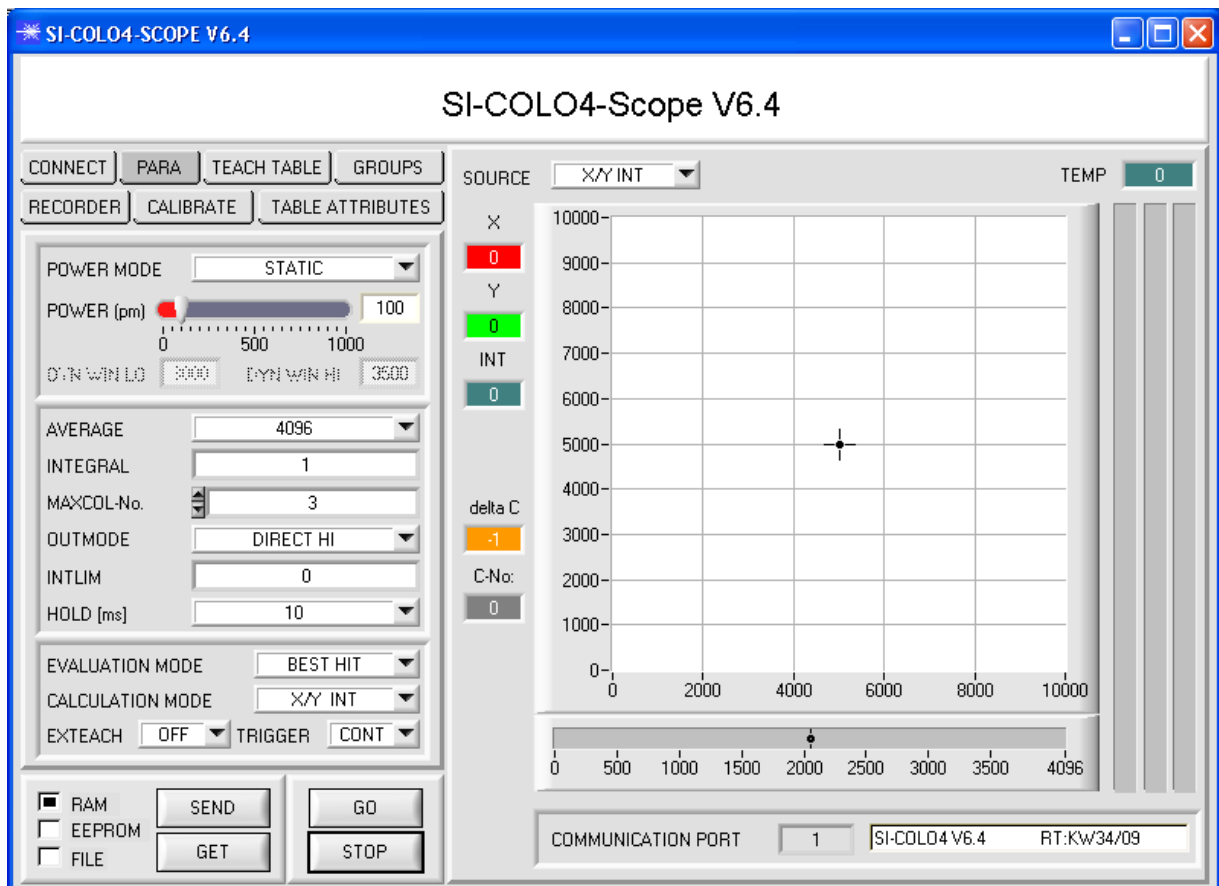 SI-COLO4-SCOPE V6.4
SI-COLO4-Scope V6.4
CONNECT PARA TEACH TABLE GROUPS
RECORDER CALIBRATE TABLE ATTRIBUTES
POWER MODE STATIC
POWER (pm) 100
0 500 1000
DYN WIN LO 3000 DYN WIN HI 3500
AVERAGE 4096
INTEGRAL 1
MAXCOL-No. 3
OUTMODE DIRECT HI
INTLIM 0
HOLD [ms] 10
EVALUATION MODE BEST HIT
CALCULATION MODE X/Y INT
EXTEACH OFF TRIGGER CONT
RAM
EEPROM
FILE
SEND
GET
GO
STOP
SOURCE X/Y INT
TEMP 0
X
0
Y
0
INT
0
delta C
-1
C-No:
0
10000
9000
8000
7000
6000
5000
4000
3000
2000
1000
0
0 2000 4000 6000 8000 10000
0 500 1000 1500 2000 2500 3000 3500 4096
COMMUNICATION PORT 1 SI-COLO4 V6.4 RT:KW34/09